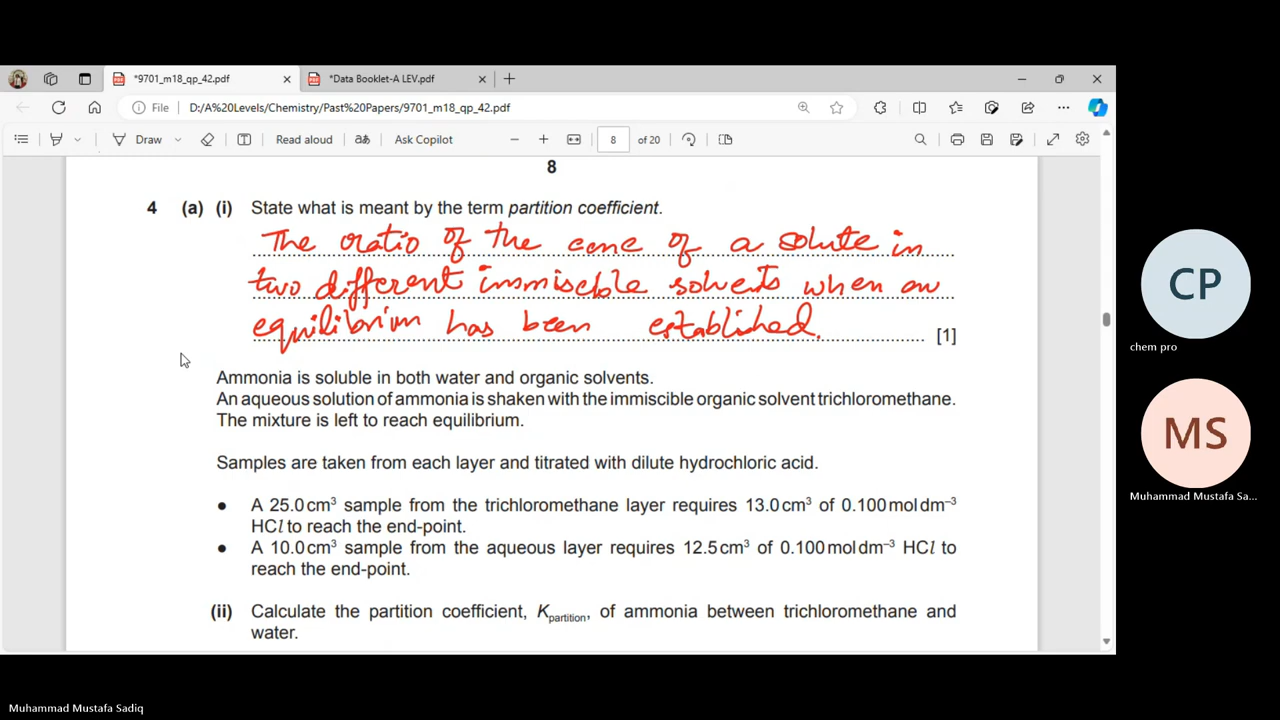 *9701_m18_qp_42.pdf
*Data Booklet-A LEV.pdf
File D:/A%20Levels/Chemistry/Past%20Papers/9701_m18_qp_42.pdf
Draw Read aloud aあ Ask Copilot 8 of 20
8
4 (a) (i) State what is meant by the term partition coefficient.
The ratio of the conc of a solute in
two different immiscible solvents when an
equilibrium has been established.
[1]
Ammonia is soluble in both water and organic solvents.
An aqueous solution of ammonia is shaken with the immiscible organic solvent trichloromethane.
The mixture is left to reach equilibrium.
Samples are taken from each layer and titrated with dilute hydrochloric acid.
• A 25.0 cm³ sample from the trichloromethane layer requires 13.0 cm³ of 0.100 mol dm⁻³
HCl to reach the end-point.
• A 10.0 cm³ sample from the aqueous layer requires 12.5 cm³ of 0.100 mol dm⁻³ HCl to
reach the end-point.
(ii) Calculate the partition coefficient, Kpartition, of ammonia between trichloromethane and
water.
CP
chem pro
MS
Muhammad Mustafa Sa...
Muhammad Mustafa Sadiq